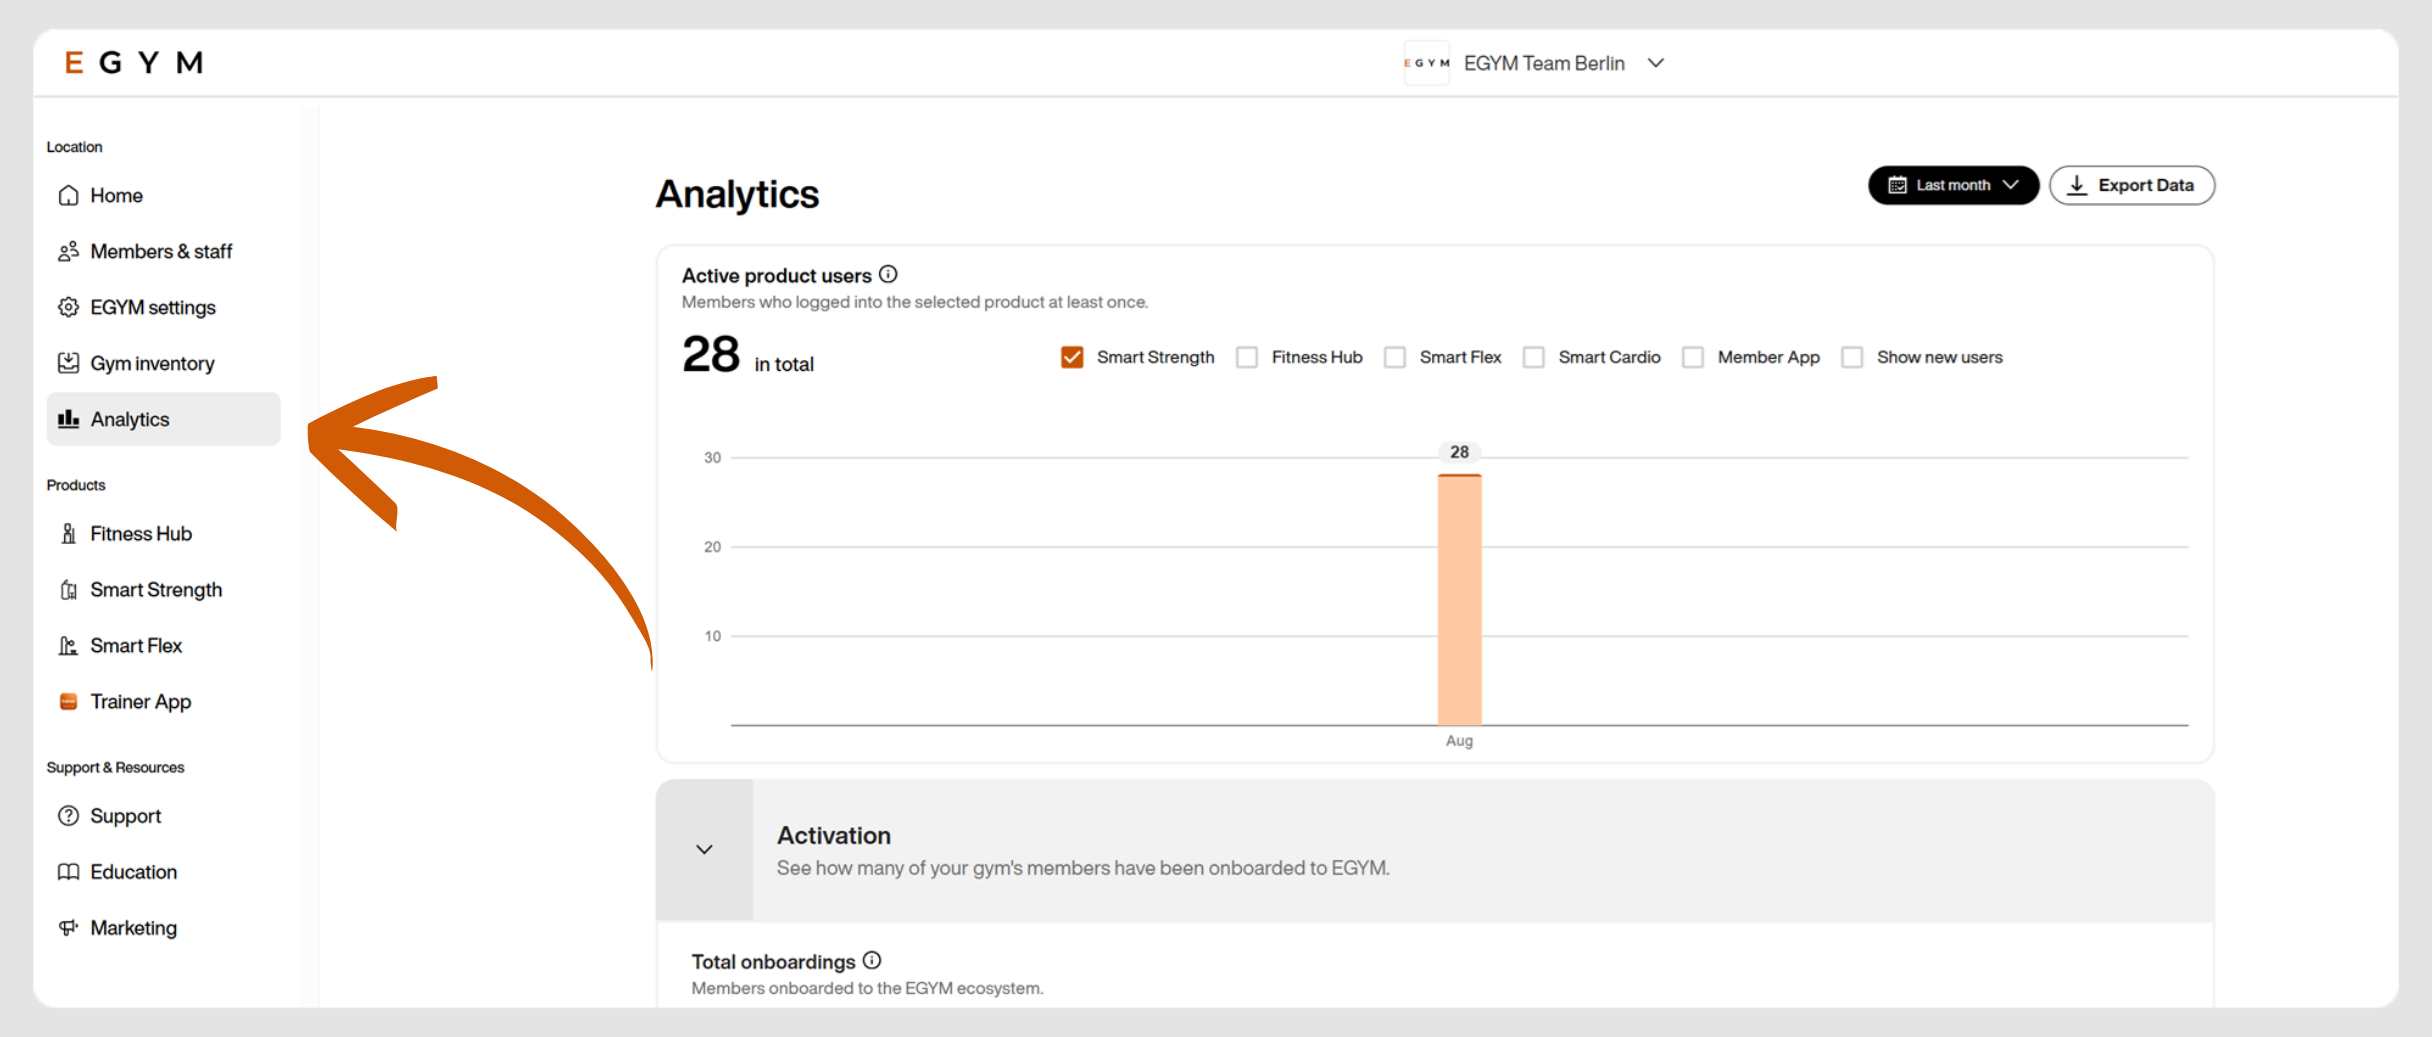 EGYM
EGYM EGYM Team Berlin
Location
Home
Members & staff
EGYM settings
Gym inventory
Analytics
Products
Fitness Hub
Smart Strength
Smart Flex
Trainer App
Support & Resources
Support
Education
Marketing
Analytics
Last month
Export Data
Active product users
Members who logged into the selected product at least once.
28 in total
Smart Strength Fitness Hub Smart Flex Smart Cardio Member App Show new users
28
30
20
10
Aug
Activation
See how many of your gym's members have been onboarded to EGYM.
Total onboardings
Members onboarded to the EGYM ecosystem.